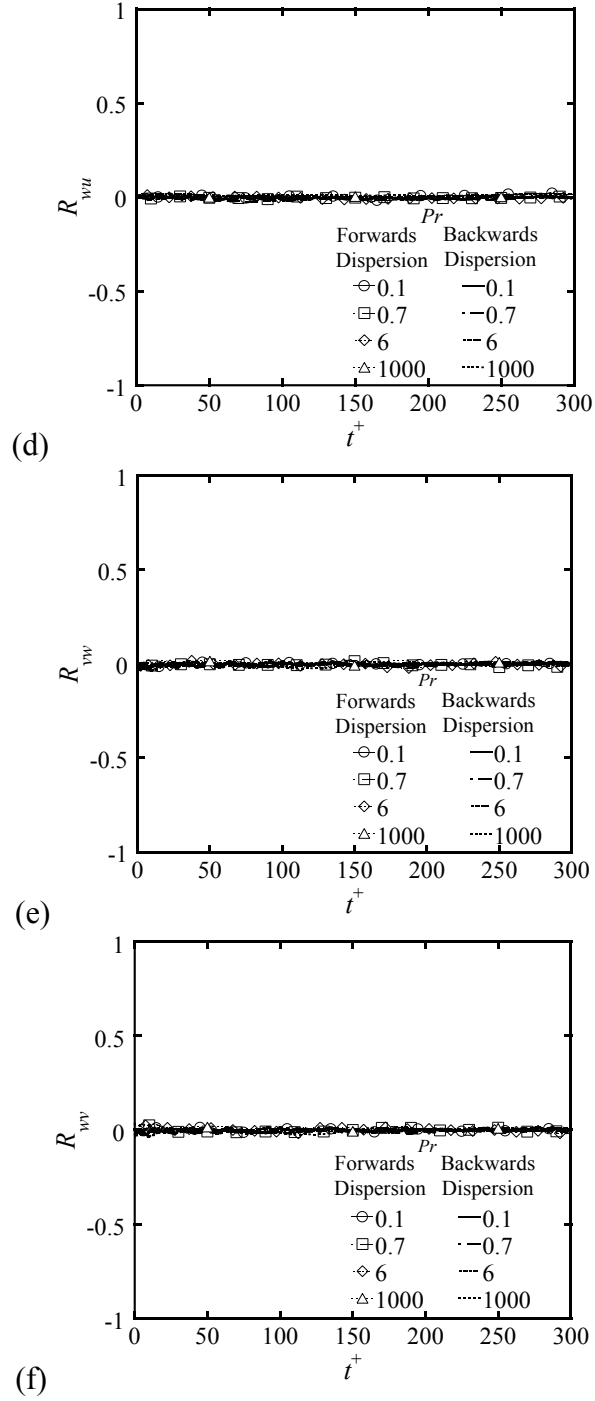 1
0.5
R_wu
0
Pr
Forwards Backwards
Dispersion Dispersion
0.1 0.1
-0.5
0.7 0.7
6 6
1000 1000
-1
0 50 100 150 200 250 300
t+
(d)
1
0.5
R_vw
0
Pr
Forwards Backwards
Dispersion Dispersion
-0.5
0.1 0.1
0.7 0.7
6 6
1000 1000
-1
0 50 100 150 200 250 300
t+
(e)
1
0.5
R_wv
0
Pr
Forwards Backwards
Dispersion Dispersion
-0.5
0.1 0.1
0.7 0.7
6 6
1000 1000
-1
0 50 100 150 200 250 300
t+
(f)